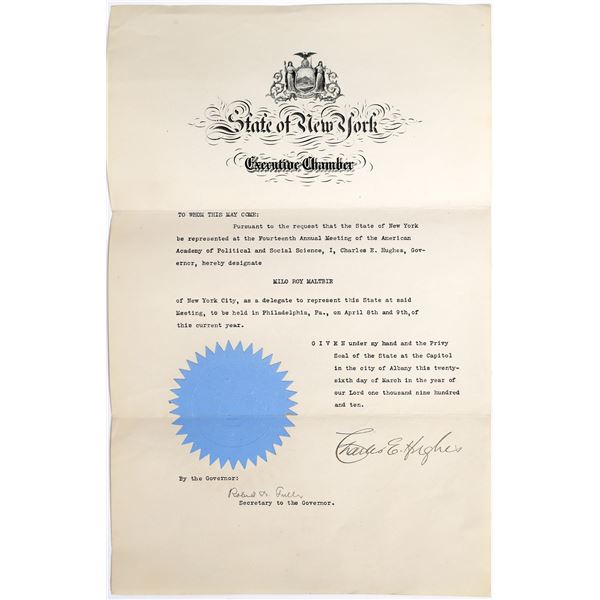 State of New York
Executive Chamber
TO WHOM THIS MAY COME:
Pursuant to the request that the State of New York
be represented at the Fourteenth Annual Meeting of the American
Academy of Political and Social Science, I, Charles E. Hughes, Gov-
ernor, hereby designate
MILO ROY MALTBIE
of New York City, as a delegate to represent this State at said
Meeting, to be held in Philadelphia, Pa., on April 8th and 9th,of
this current year.
G I V E N under my hand and the Privy
Seal of the State at the Capitol
in the city of Albany this twenty-
sixth day of March in the year of
our Lord one thousand nine hundred
and ten.
Charles E. Hughes
By the Governor:
Secretary to the Governor.